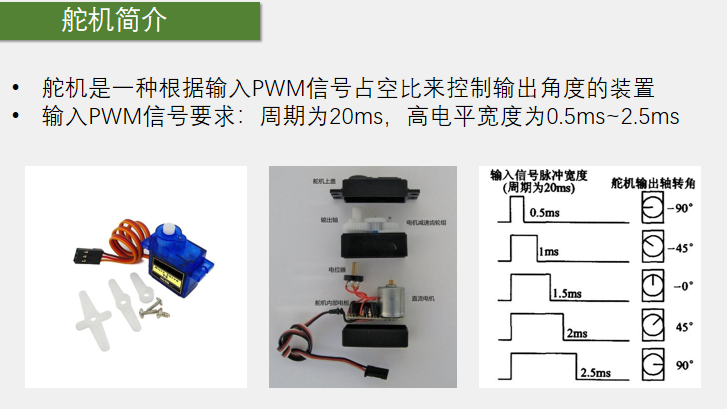 舵机简介
• 舵机是一种根据输入PWM信号占空比来控制输出角度的装置
• 输入PWM信号要求：周期为20ms，高电平宽度为0.5ms~2.5ms
舵机上盖
输出轴
电机减速齿轮组
电位器
舵机内部电板
直流电机
输入信号脉冲宽度
(周期为20ms)
舵机输出轴转角
0.5ms
-90°
1ms
-45°
1.5ms
-0°
2ms
45°
2.5ms
90°